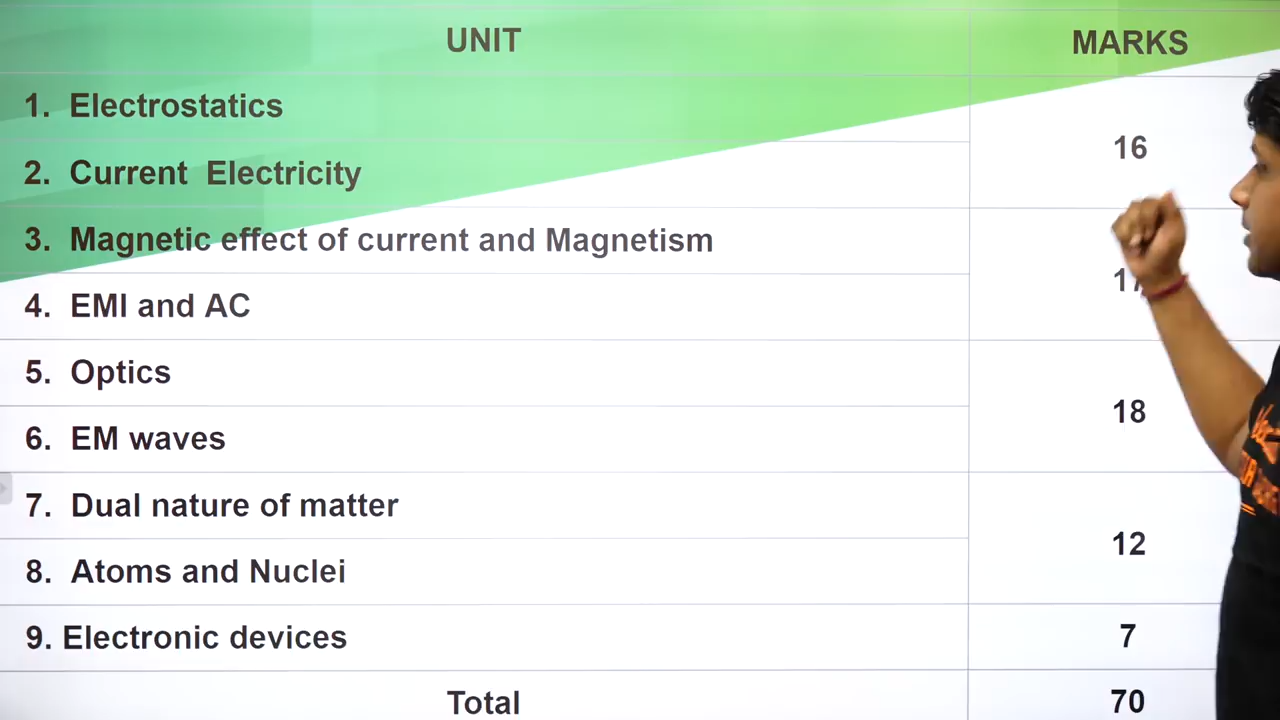 UNIT MARKS
1. Electrostatics
16
2. Current Electricity
3. Magnetic effect of current and Magnetism
17
4. EMI and AC
5. Optics
18
6. EM waves
7. Dual nature of matter
12
8. Atoms and Nuclei
9. Electronic devices 7
Total 70